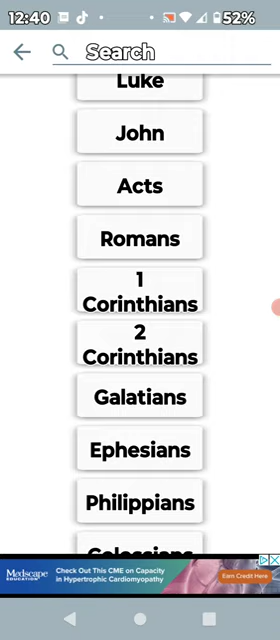 12:40
52%
Search
Luke
John
Acts
Romans
1
Corinthians
2
Corinthians
Galatians
Ephesians
Philippians
Colossians
Medscape
EDUCATION
Check Out This CME on Capacity
in Hypertrophic Cardiomyopathy
Earn Credit Here